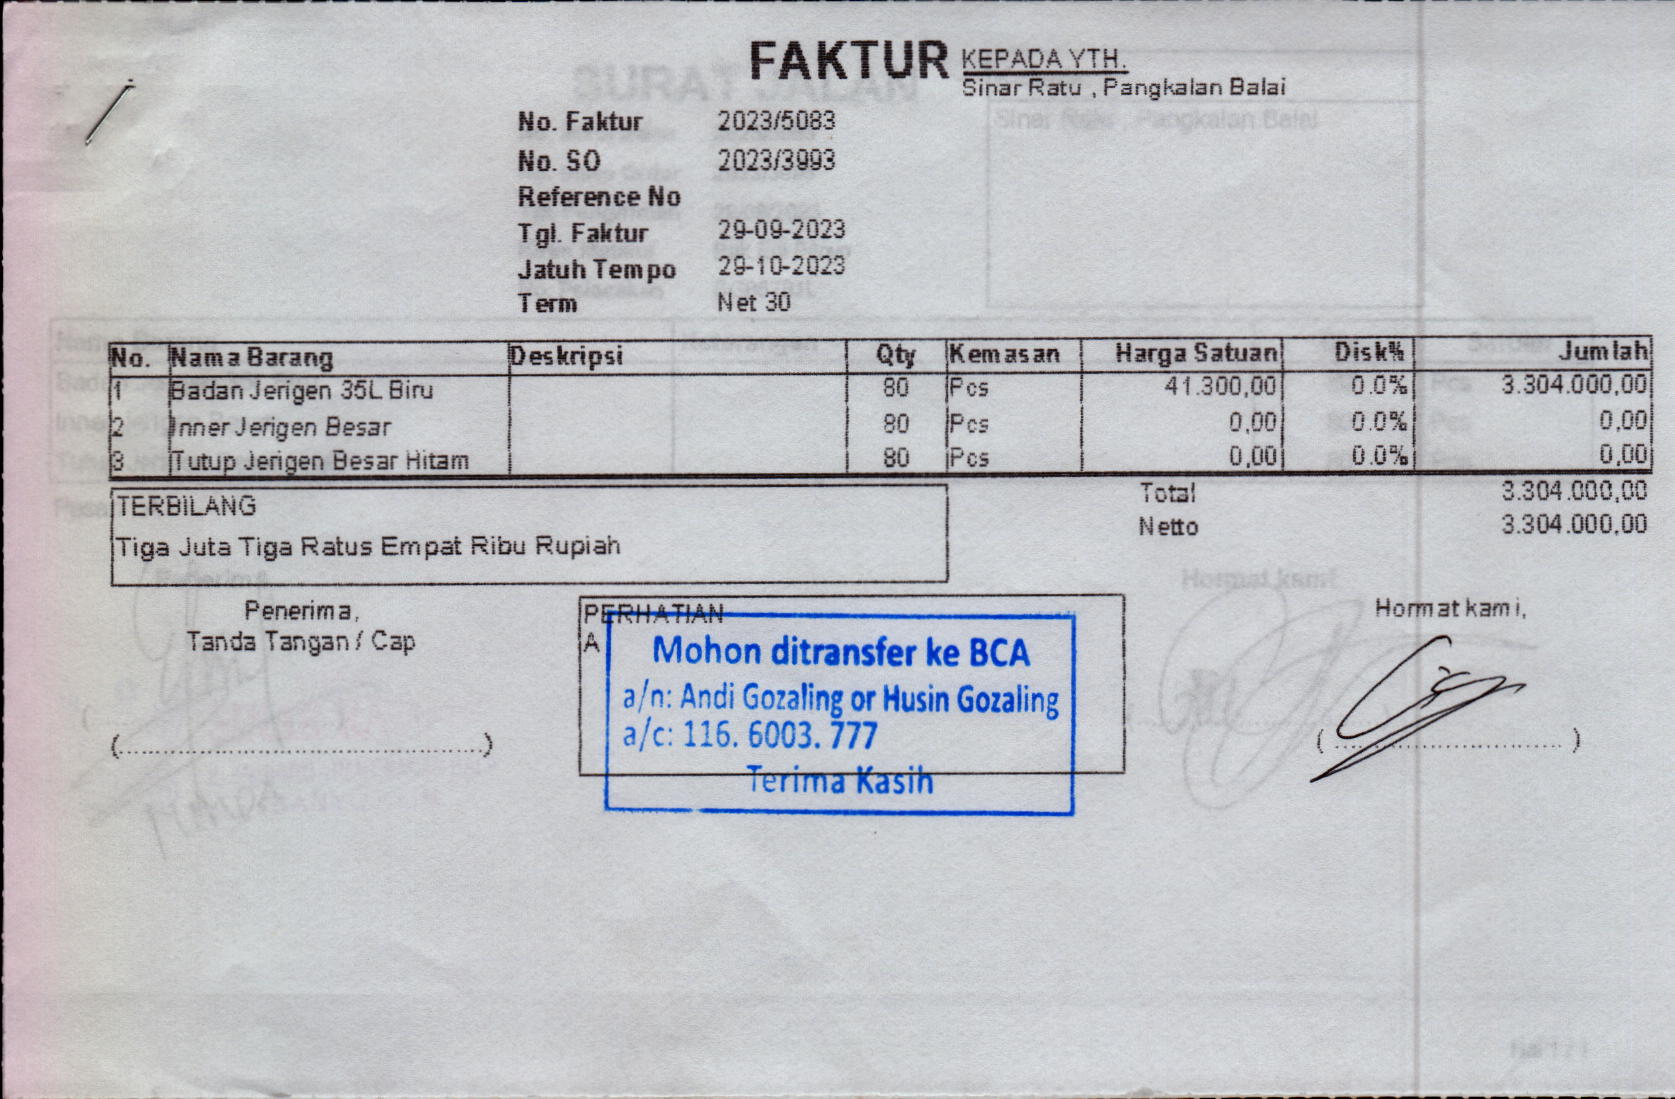 FAKTUR
KEPADA YTH.
Sinar Ratu , Pangkalan Balai
No. Faktur 2023/5083
No. SO 2023/3993
Reference No
Tgl. Faktur 29-09-2023
Jatuh Tempo 29-10-2023
Term Net 30
No. Nama Barang Deskripsi Qty Kemasan Harga Satuan Disk% Jumlah
1 Badan Jerigen 35L Biru 80 Pcs 41.300,00 0.0% 3.304.000,00
2 Inner Jerigen Besar 80 Pcs 0,00 0.0% 0,00
3 Tutup Jerigen Besar Hitam 80 Pcs 0,00 0.0% 0,00
Total 3.304.000,00
Netto 3.304.000,00
TERBILANG
Tiga Juta Tiga Ratus Empat Ribu Rupiah
Penerima,
Tanda Tangan / Cap
(........................................)
PERHATIAN
A
Mohon ditransfer ke BCA
a/n: Andi Gozaling or Husin Gozaling
a/c: 116. 6003. 777
Terima Kasih
Hormat kami,
(........................................)